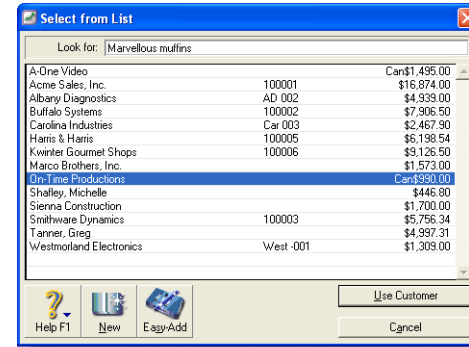 Select from List
Look for: Marvellous muffins
A-One Video Can$1,495.00
Acme Sales, Inc. 100001 $16,874.00
Albany Diagnostics AD 002 $4,939.00
Buffalo Systems 100002 $7,906.50
Carolina Industries Car 003 $2,467.90
Harris & Harris 100005 $6,198.54
Kwinter Gourmet Shops 100006 $9,126.50
Marco Brothers, Inc. $1,573.00
On-Time Productions Can$990.00
Shafley, Michelle $446.80
Sienna Construction $1,700.00
Smithware Dynamics 100003 $5,756.34
Tanner, Greg $4,997.31
Westmorland Electronics West -001 $1,309.00
Use Customer
Help F1 New Easy-Add Cancel